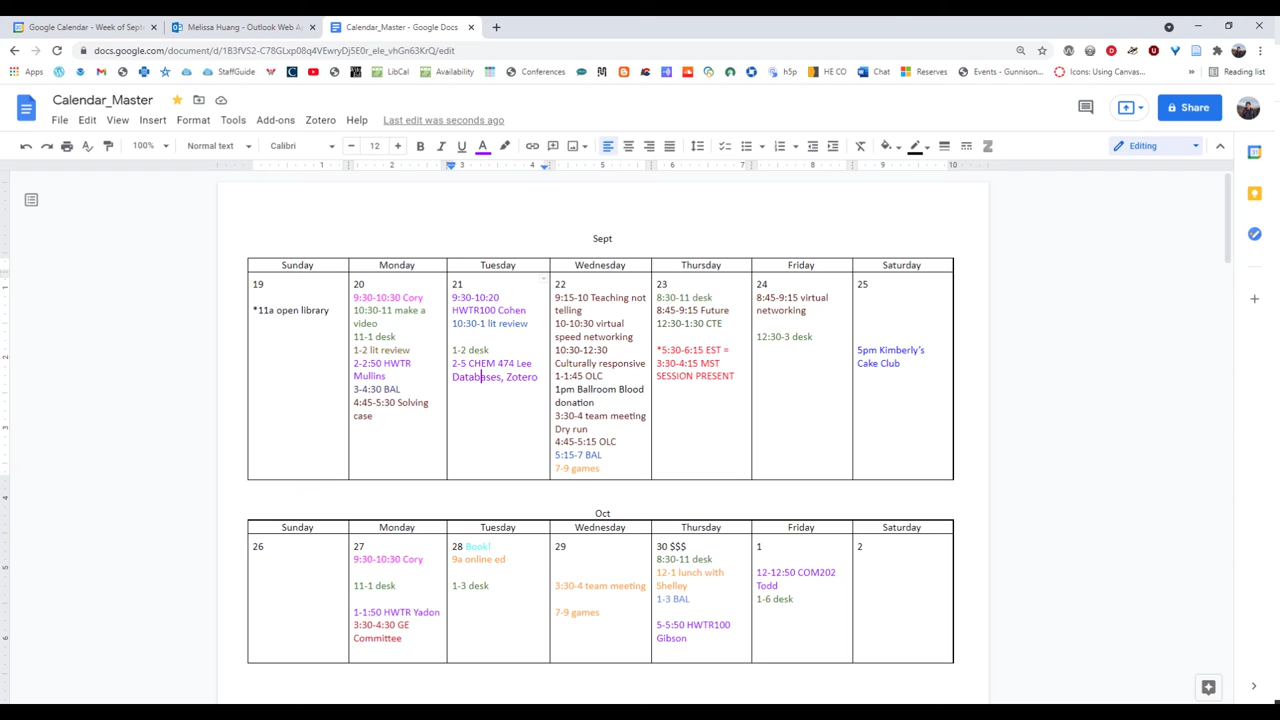 Google Calendar - Week of Sept
Melissa Huang - Outlook Web A
Calendar_Master - Google Docs
docs.google.com/document/d/1B3fVS2-C78GLxp08q4VEwryDj5E0r_ele_vhGn63KrQ/edit
Apps
StaffGuide
LibCal
Availability
Conferences
h5p
HE CO
Chat
Reserves
Events - Gunnison...
Icons: Using Canvas...
»
Reading list
Calendar_Master
File Edit View Insert Format Tools Add-ons Zotero Help Last edit was seconds ago
Share
100% Normal text Calibri 12 Editing
1 2 3 4 5 6 7 8 9 10
Sept
Sunday Monday Tuesday Wednesday Thursday Friday Saturday
19
*11a open library
20
9:30-10:30 Cory
10:30-11 make a
video
11-1 desk
1-2 lit review
2-2:50 HWTR
Mullins
3-4:30 BAL
4:45-5:30 Solving
case
21
9:30-10:20
HWTR100 Cohen
10:30-1 lit review
1-2 desk
2-5 CHEM 474 Lee
Databases, Zotero
22
9:15-10 Teaching not
telling
10-10:30 virtual
speed networking
10:30-12:30
Culturally responsive
1-1:45 OLC
1pm Ballroom Blood
donation
3:30-4 team meeting
Dry run
4:45-5:15 OLC
5:15-7 BAL
7-9 games
23
8:30-11 desk
8:45-9:15 Future
12:30-1:30 CTE
*5:30-6:15 EST =
3:30-4:15 MST
SESSION PRESENT
24
8:45-9:15 virtual
networking
12:30-3 desk
25
5pm Kimberly's
Cake Club
Oct
Sunday Monday Tuesday Wednesday Thursday Friday Saturday
26
27
9:30-10:30 Cory
11-1 desk
1-1:50 HWTR Yadon
3:30-4:30 GE
Committee
28 Book!
9a online ed
1-3 desk
29
3:30-4 team meeting
7-9 games
30 $$$
8:30-11 desk
12-1 lunch with
Shelley
1-3 BAL
5-5:50 HWTR100
Gibson
1
12-12:50 COM202
Todd
1-6 desk
2